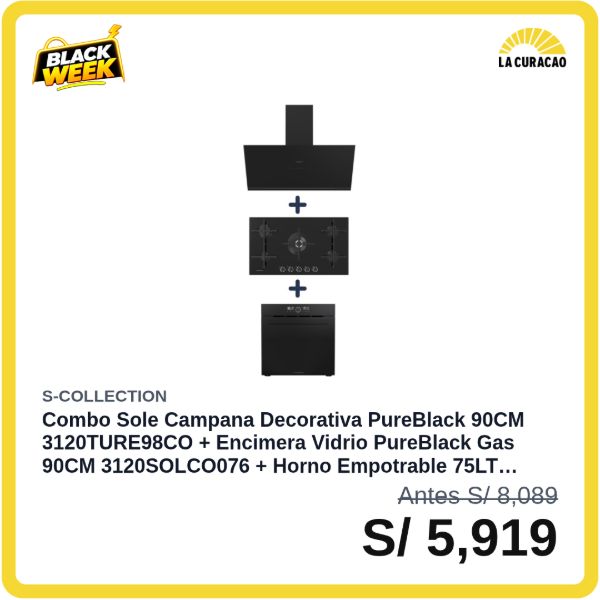 BLACK
WEEK
LA CURACAO
S-COLLECTION
Combo Sole Campana Decorativa PureBlack 90CM
3120TURE98CO + Encimera Vidrio PureBlack Gas
90CM 3120SOLCO076 + Horno Empotrable 75LT…
Antes S/ 8,089
S/ 5,919